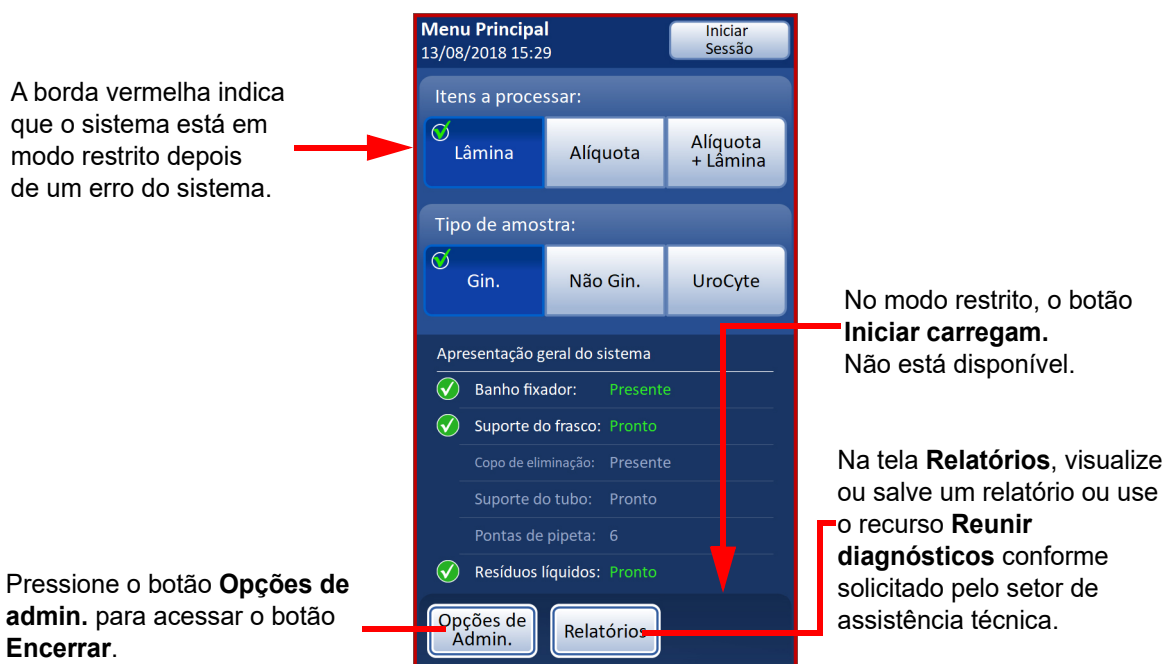 Menu Principal
13/08/2018 15:29
Iniciar
Sessão
A borda vermelha indica
que o sistema está em
modo restrito depois
de um erro do sistema.
Itens a processar:
Lâmina
Alíquota
Alíquota
+ Lâmina
Tipo de amostra:
Gin.
Não Gin.
UroCyte
No modo restrito, o botão
Iniciar carregam.
Não está disponível.
Apresentação geral do sistema
Banho fixador: Presente
Suporte do frasco: Pronto
Copo de eliminação: Presente
Suporte do tubo: Pronto
Pontas de pipeta: 6
Resíduos líquidos: Pronto
Na tela Relatórios, visualize
ou salve um relatório ou use
o recurso Reunir
diagnósticos conforme
solicitado pelo setor de
assistência técnica.
Pressione o botão Opções de
admin. para acessar o botão
Encerrar.
Opções de
Admin.
Relatórios